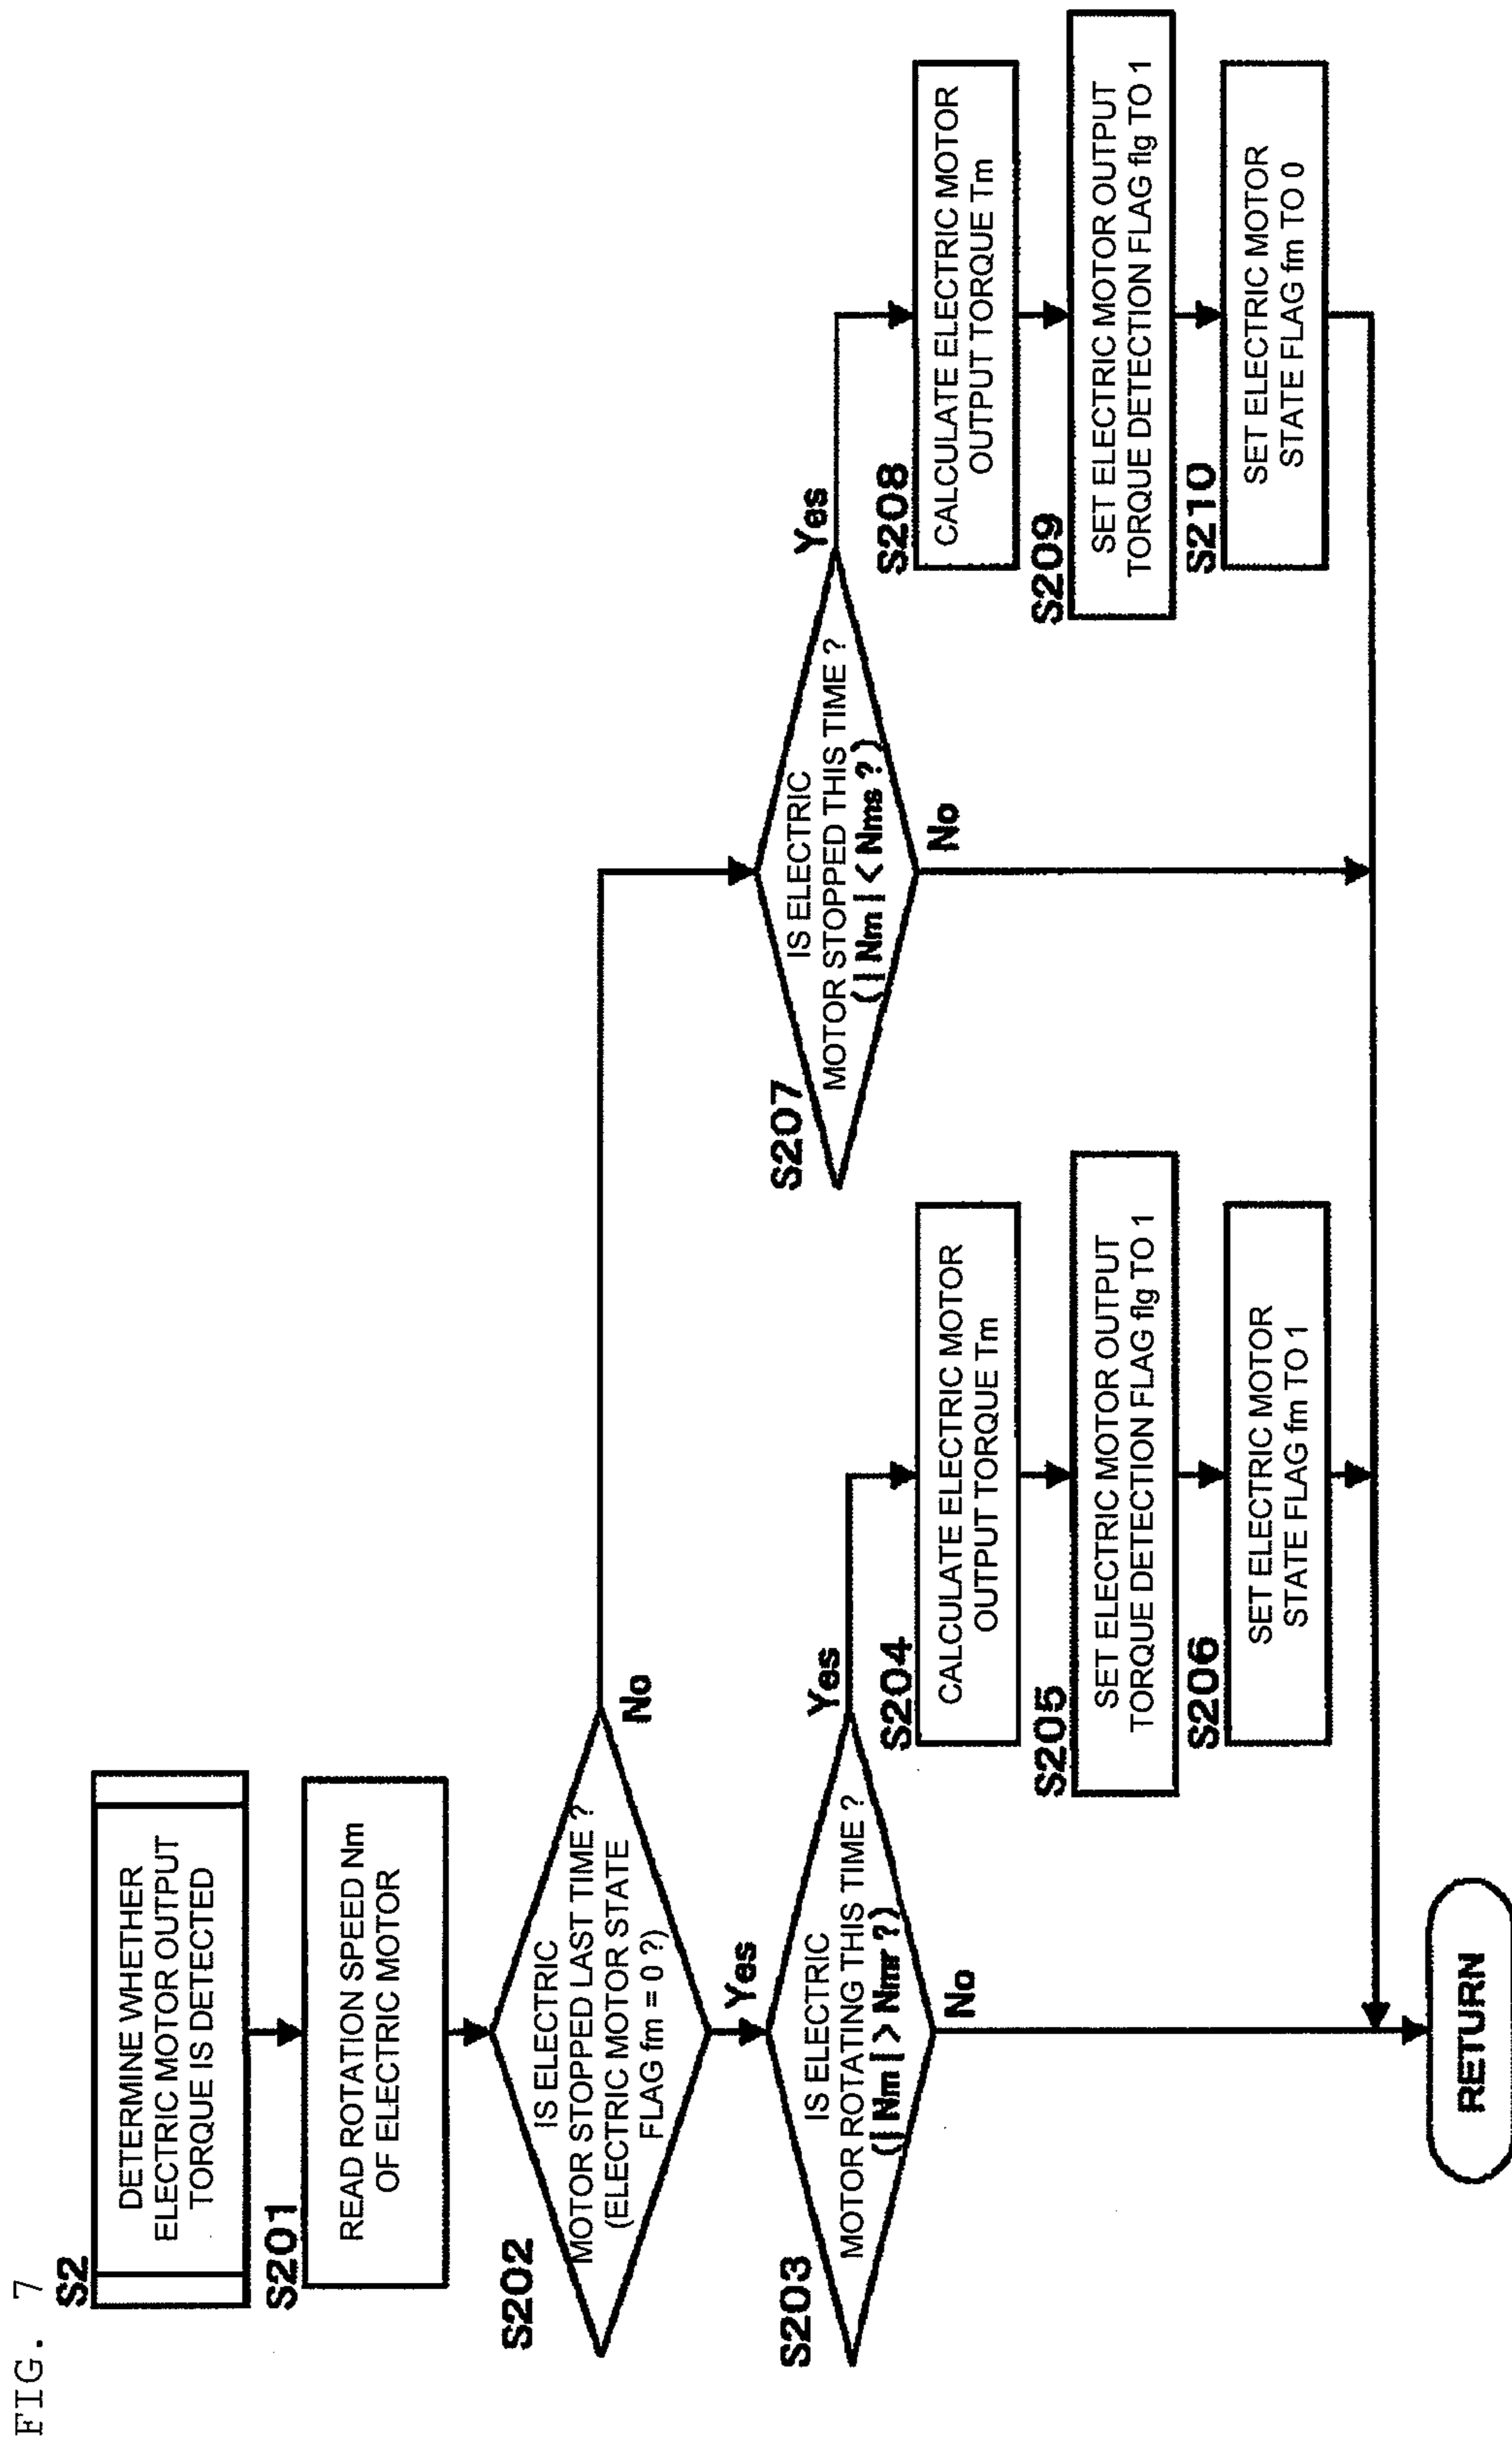 FIG. 7
S2
DETERMINE WHETHER
ELECTRIC MOTOR OUTPUT
TORQUE IS DETECTED
S201
READ ROTATION SPEED Nm
OF ELECTRIC MOTOR
S202
IS ELECTRIC
MOTOR STOPPED LAST TIME ?
(ELECTRIC MOTOR STATE
FLAG fm = 0 ?)
No
Yes
S203
IS ELECTRIC
MOTOR ROTATING THIS TIME ?
(|Nm|>Nmr ?)
Yes
No
S204
CALCULATE ELECTRIC MOTOR
OUTPUT TORQUE Tm
S205
SET ELECTRIC MOTOR OUTPUT
TORQUE DETECTION FLAG flg TO 1
S206
SET ELECTRIC MOTOR
STATE FLAG fm TO 1
S207
IS ELECTRIC
MOTOR STOPPED THIS TIME ?
(|Nm|<Nms ?)
Yes
No
S208
CALCULATE ELECTRIC MOTOR
OUTPUT TORQUE Tm
S209
SET ELECTRIC MOTOR OUTPUT
TORQUE DETECTION FLAG flg TO 1
S210
SET ELECTRIC MOTOR
STATE FLAG fm TO 0
RETURN